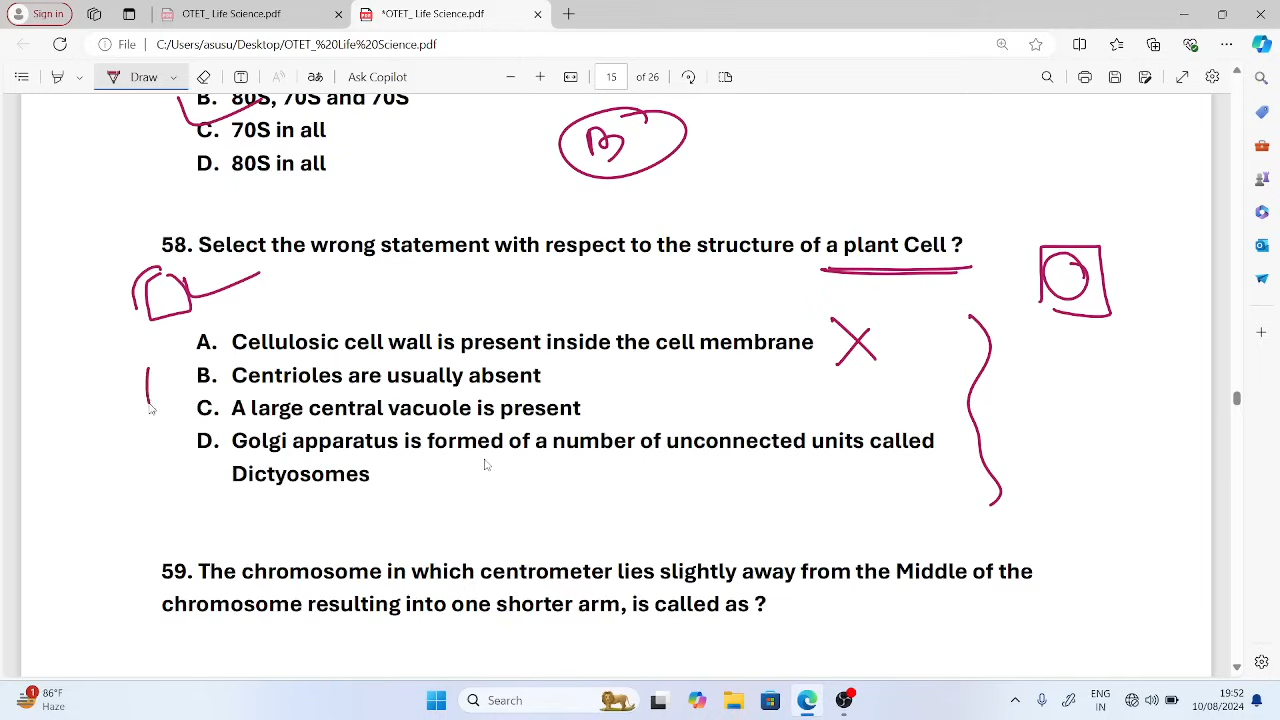 Sign in
OTET_ Life Science.pdf
*OTET_ Life Science.pdf
File
C:/Users/asusu/Desktop/OTET_%20Life%20Science.pdf
Draw
Ask Copilot
15
of 26
B. 80S, 70S and 70S
C. 70S in all
D. 80S in all
B
58. Select the wrong statement with respect to the structure of a plant Cell ?
A. Cellulosic cell wall is present inside the cell membrane
B. Centrioles are usually absent
C. A large central vacuole is present
D. Golgi apparatus is formed of a number of unconnected units called
Dictyosomes
59. The chromosome in which centrometer lies slightly away from the Middle of the
chromosome resulting into one shorter arm, is called as ?
1
86°F
Haze
Search
ENG
IN
19:52
10/08/2024